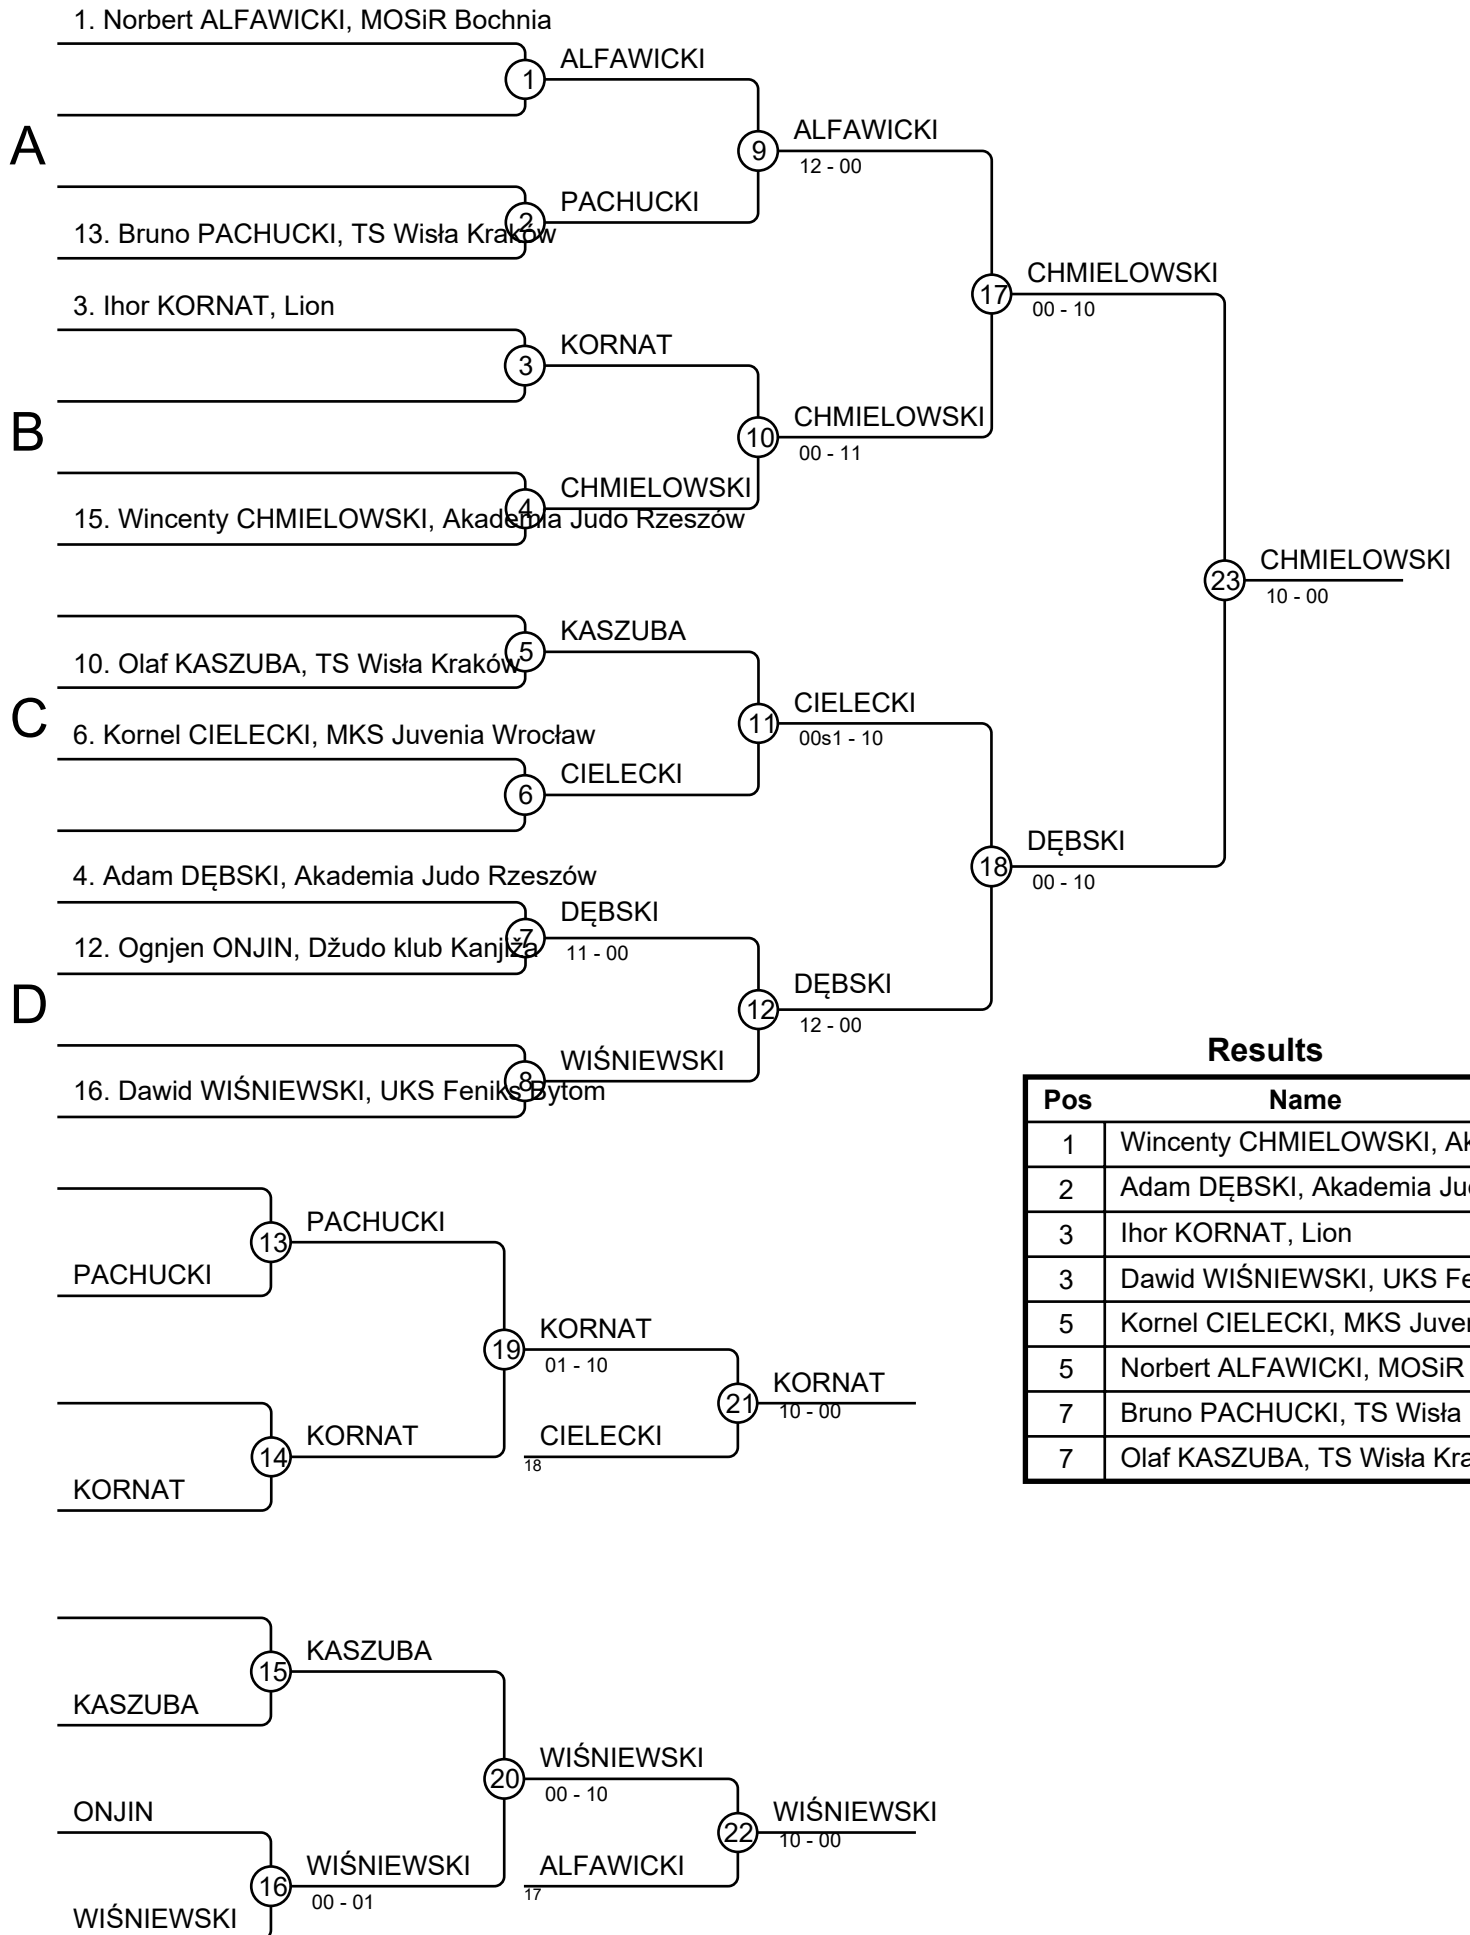 1. Norbert ALFAWICKI, MOSiR Bochnia
ALFAWICKI
1
A
ALFAWICKI
9
12 - 00
PACHUCKI
2
13. Bruno PACHUCKI, TS Wisła Kraków
CHMIELOWSKI
17
00 - 10
3. Ihor KORNAT, Lion
KORNAT
3
B
CHMIELOWSKI
10
00 - 11
CHMIELOWSKI
4
15. Wincenty CHMIELOWSKI, Akademia Judo Rzeszów
CHMIELOWSKI
23
10 - 00
KASZUBA
5
10. Olaf KASZUBA, TS Wisła Kraków
C
CIELECKI
11
00s1 - 10
6. Kornel CIELECKI, MKS Juvenia Wrocław
CIELECKI
6
DĘBSKI
18
00 - 10
4. Adam DĘBSKI, Akademia Judo Rzeszów
DĘBSKI
7
11 - 00
12. Ognjen ONJIN, Džudo klub Kanjiža
D
DĘBSKI
12
12 - 00
WIŚNIEWSKI
8
16. Dawid WIŚNIEWSKI, UKS Feniks Bytom
Results
Pos Name
1 Wincenty CHMIELOWSKI,
2 Adam DĘBSKI, Akademia
3 Ihor KORNAT, Lion
3 Dawid WIŚNIEWSKI, UKS
5 Kornel CIELECKI, MKS
5 Norbert ALFAWICKI, MOSiR
7 Bruno PACHUCKI, TS Wisła
7 Olaf KASZUBA, TS Wisła
PACHUCKI
13
PACHUCKI
KORNAT
19
01 - 10
KORNAT
21
10 - 00
KORNAT
14
CIELECKI
18
KORNAT
KASZUBA
15
KASZUBA
WIŚNIEWSKI
20
00 - 10
ONJIN
WIŚNIEWSKI
22
10 - 00
WIŚNIEWSKI
16
00 - 01
ALFAWICKI
17
WIŚNIEWSKI